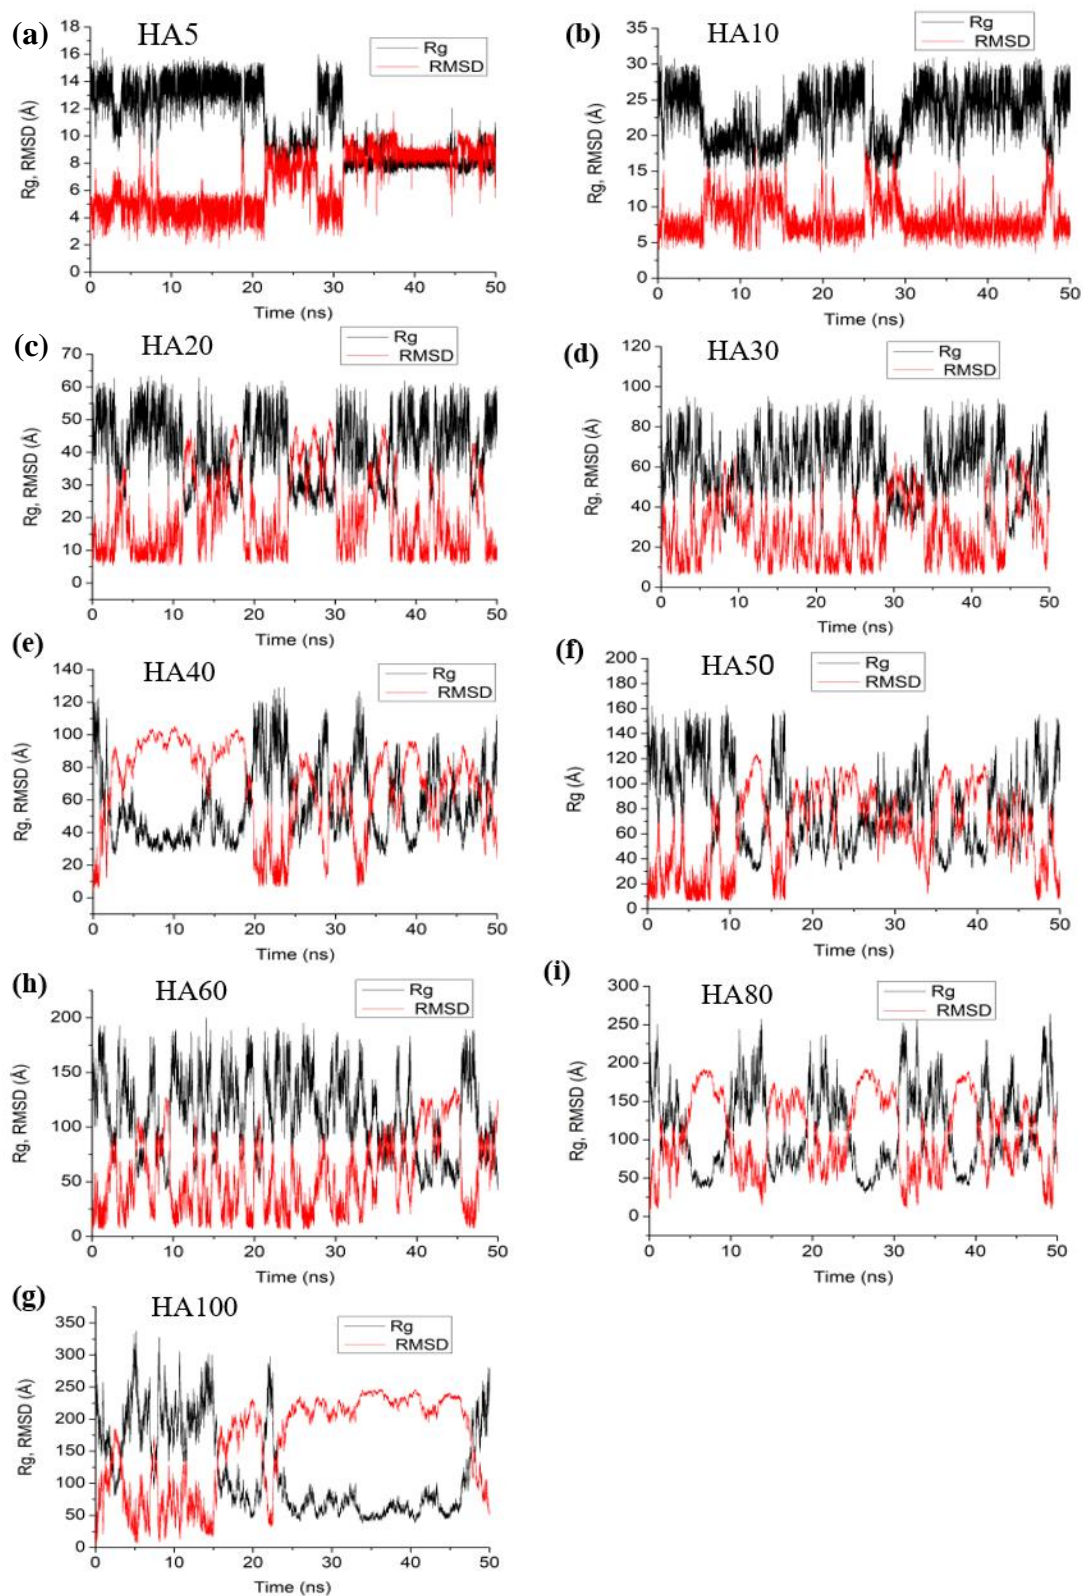 (a) HA5
Rg
RMSD
18
16
14
12
10
8
6
4
2
0
Rg, RMSD (Å)
0 10 20 30 40 50
Time (ns)
(b) HA10
Rg
RMSD
35
30
25
20
15
10
5
0
Rg, RMSD (Å)
0 10 20 30 40 50
Time (ns)
(c) HA20
Rg
RMSD
70
60
50
40
30
20
10
0
Rg, RMSD (Å)
0 10 20 30 40 50
Time (ns)
(d) HA30
Rg
RMSD
120
100
80
60
40
20
0
Rg, RMSD (Å)
0 10 20 30 40 50
Time (ns)
(e) HA40
Rg
RMSD
140
120
100
80
60
40
20
0
Rg, RMSD (Å)
0 10 20 30 40 50
Time (ns)
(f) HA50
Rg
RMSD
200
180
160
140
120
100
80
60
40
20
0
Rg (Å)
0 10 20 30 40 50
Time (ns)
(h) HA60
Rg
RMSD
200
150
100
50
0
Rg, RMSD (Å)
0 10 20 30 40 50
Time (ns)
(i) HA80
Rg
RMSD
300
250
200
150
100
50
0
Rg, RMSD (Å)
0 10 20 30 40 50
Time (ns)
(g) HA100
Rg
RMSD
350
300
250
200
150
100
50
0
Rg, RMSD (Å)
0 10 20 30 40 50
Time (ns)